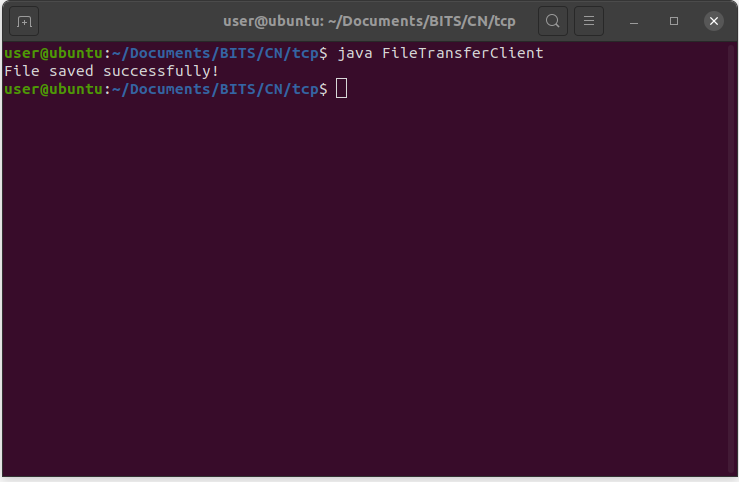 user@ubuntu: ~/Documents/BITS/CN/tcp
user@ubuntu:~/Documents/BITS/CN/tcp$ java FileTransferClient
File saved successfully!
user@ubuntu:~/Documents/BITS/CN/tcp$